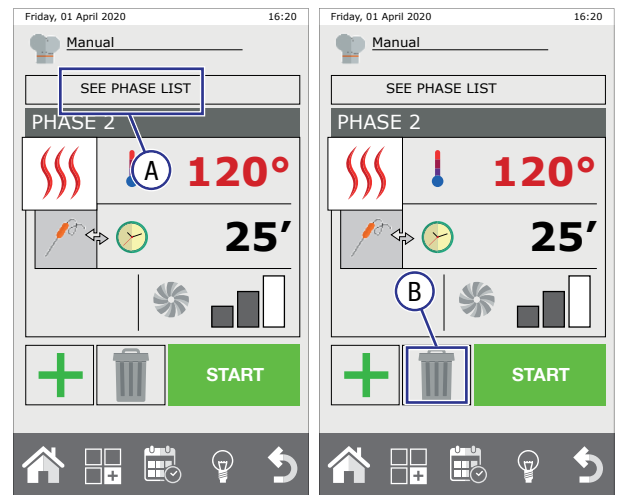 Friday, 01 April 2020 16:20
Manual
SEE PHASE LIST
PHASE 2
A
120°
25′
START
Friday, 01 April 2020 16:20
Manual
SEE PHASE LIST
PHASE 2
120°
25′
B
START